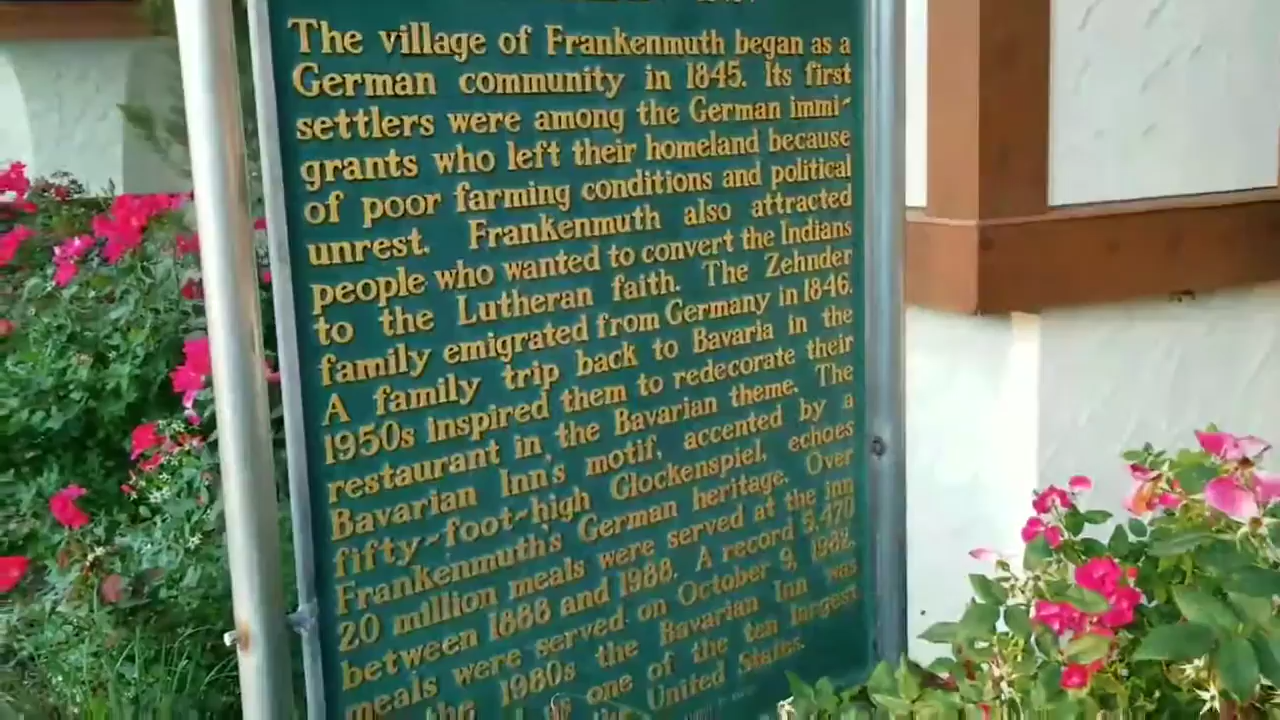 The village of Frankenmuth began as a
German community in 1845. Its first
settlers were among the German immi-
grants who left their homeland because
of poor farming conditions and political
unrest. Frankenmuth also attracted
people who wanted to convert the Indians
to the Lutheran faith. The Zehnder
family emigrated from Germany in 1846.
A family trip back to Bavaria in the
1950s inspired them to redecorate their
restaurant in the Bavarian theme. The
Bavarian Inn's motif, accented by a
fifty-foot-high Glockenspiel, echoes
Frankenmuth's German heritage. Over
20 million meals were served at the inn
between 1888 and 1988. A record 5,470
meals were served on October 9, 1982.
the 1980s the Bavarian Inn was
one of the ten largest
United States.